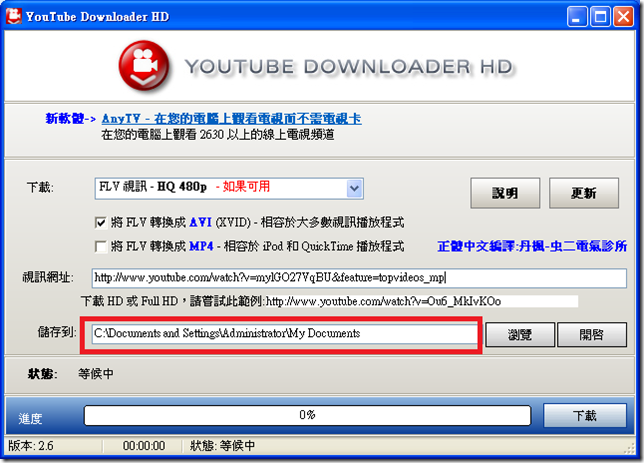 YouTube Downloader HD
YOUTUBE DOWNLOADER HD
新軟體-> AnyTV - 在您的電腦上觀看電視而不需電視卡
在您的電腦上觀看 2630 以上的線上電視頻道
下載: FLV 視訊 - HQ 480p - 如果可用 說明 更新
將 FLV 轉換成 AVI (XVID) - 相容於大多數視訊播放程式
將 FLV 轉換成 MP4 - 相容於 iPod 和 QuickTime 播放程式 正體中文編譯:丹楓-虫二電氣診所
視訊網址: http://www.youtube.com/watch?v=mylGO27VqBU&feature=topvideos_mp
下載 HD 或 Full HD，請嘗試此範例: http://www.youtube.com/watch?v=Ou6_MkIvKOo
儲存到: C:\Documents and Settings\Administrator\My Documents 瀏覽 開啓
狀態: 等候中
進度 0% 下載
版本: 2.6 00:00:00 狀態: 等候中